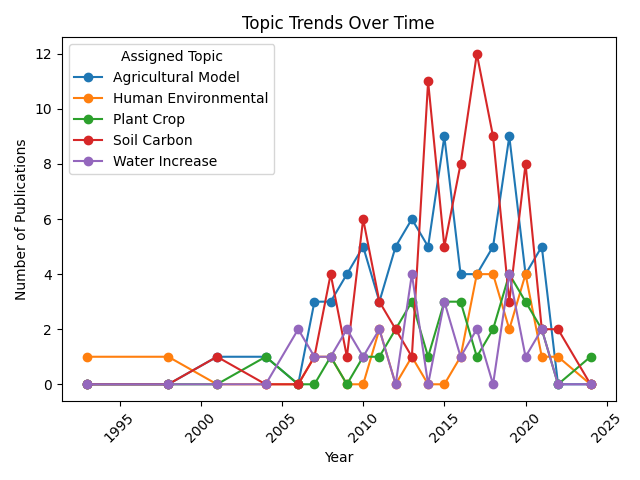 Topic Trends Over Time
Assigned Topic
Agricultural Model
Human Environmental
Plant Crop
Soil Carbon
Water Increase
Number of Publications
12
10
8
6
4
2
0
1995
2000
2005
2010
2015
2020
2025
Year